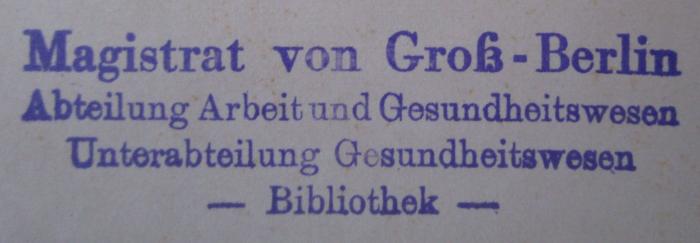 Magistrat von Groß-Berlin
Abteilung Arbeit und Gesundheitswesen
Unterabteilung Gesundheitswesen
— Bibliothek —